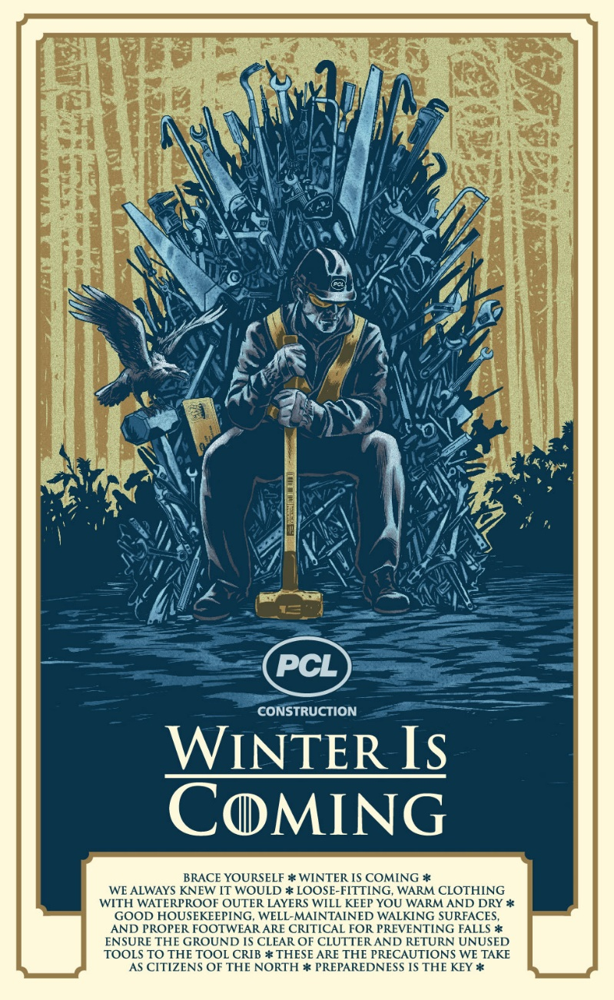 PCL
PCL
CONSTRUCTION
WINTER IS
COMING
BRACE YOURSELF ✻ WINTER IS COMING ✻
WE ALWAYS KNEW IT WOULD ✻ LOOSE-FITTING, WARM CLOTHING
WITH WATERPROOF OUTER LAYERS WILL KEEP YOU WARM AND DRY ✻
GOOD HOUSEKEEPING, WELL-MAINTAINED WALKING SURFACES,
AND PROPER FOOTWEAR ARE CRITICAL FOR PREVENTING FALLS ✻
ENSURE THE GROUND IS CLEAR OF CLUTTER AND RETURN UNUSED
TOOLS TO THE TOOL CRIB ✻ THESE ARE THE PRECAUTIONS WE TAKE
AS CITIZENS OF THE NORTH ✻ PREPAREDNESS IS THE KEY ✻